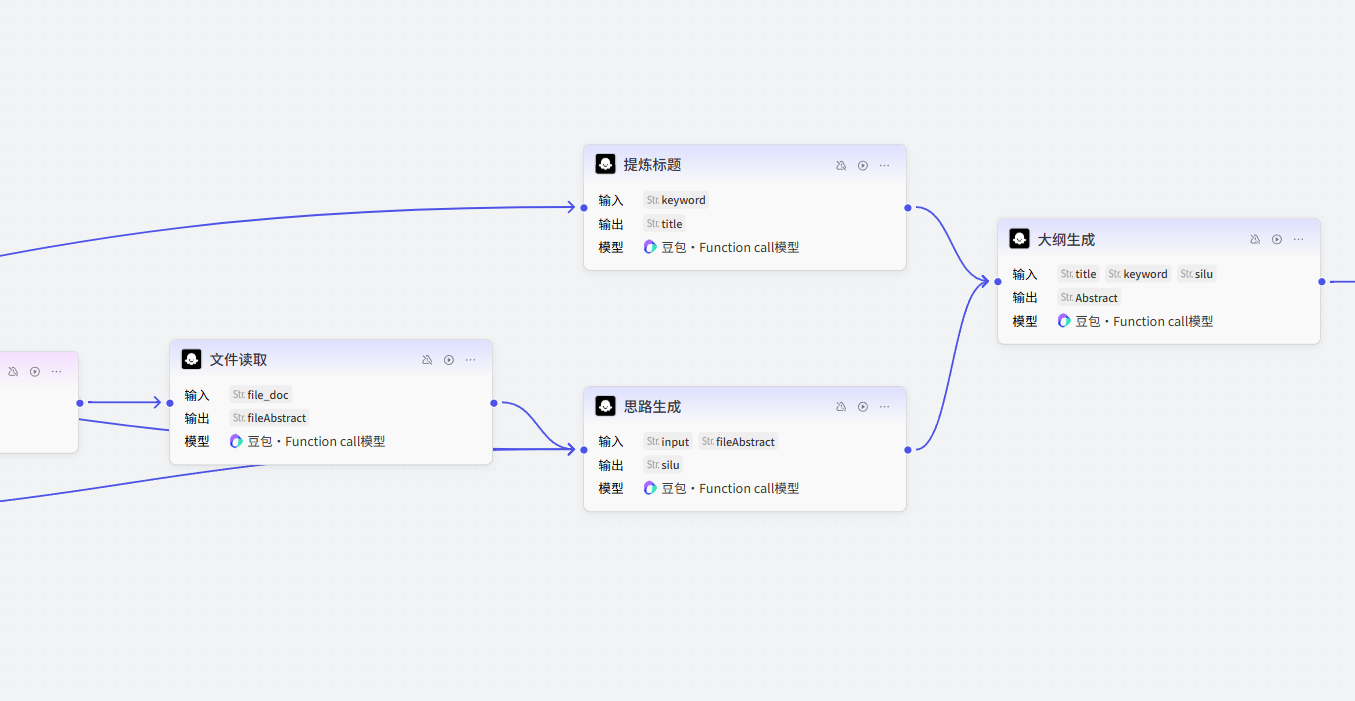 提炼标题
输入 Str. keyword
输出 Str. title
模型 豆包・Function call模型
大纲生成
输入 Str. title Str. keyword Str. silu
输出 Str. Abstract
模型 豆包・Function call模型
文件读取
输入 Str. file_doc
输出 Str. fileAbstract
模型 豆包・Function call模型
思路生成
输入 Str. input Str. fileAbstract
输出 Str. silu
模型 豆包・Function call模型